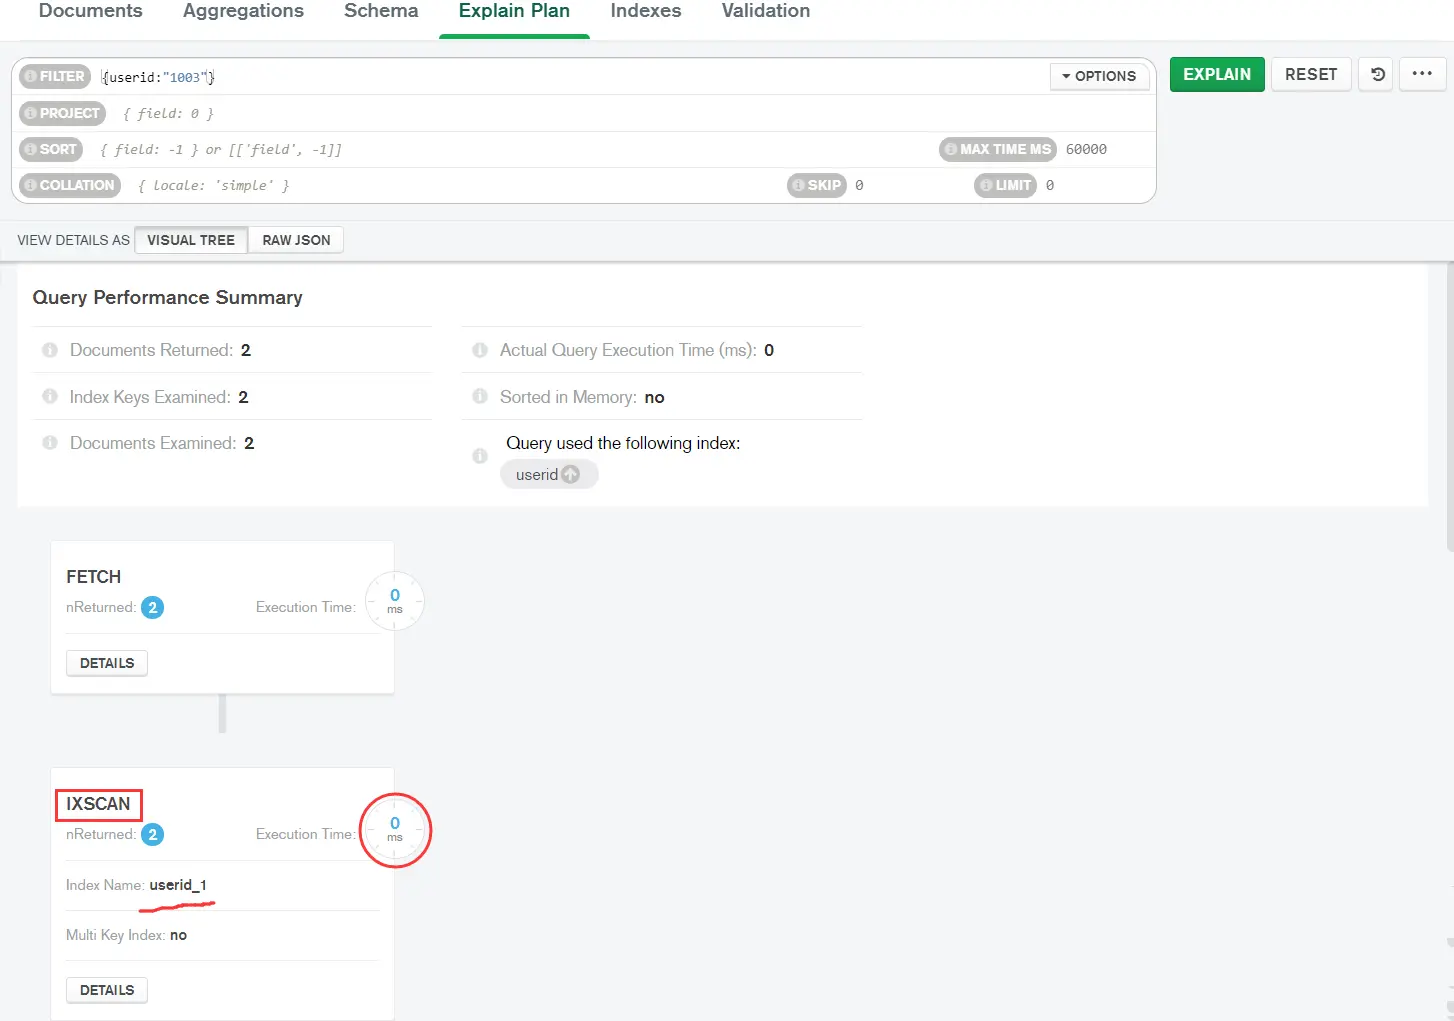 Documents Aggregations Schema Explain Plan Indexes Validation
FILTER {userid:"1003"} OPTIONS EXPLAIN RESET ...
PROJECT { field: 0 }
SORT { field: -1 } or [['field', -1]] MAX TIME MS 60000
COLLATION { locale: 'simple' } SKIP 0 LIMIT 0
VIEW DETAILS AS VISUAL TREE RAW JSON
Query Performance Summary
Documents Returned: 2 Actual Query Execution Time (ms): 0
Index Keys Examined: 2 Sorted in Memory: no
Documents Examined: 2 Query used the following index:
userid
FETCH
nReturned: 2 Execution Time: 0 ms
DETAILS
IXSCAN
nReturned: 2 Execution Time: 0 ms
Index Name: userid_1
Multi Key Index: no
DETAILS